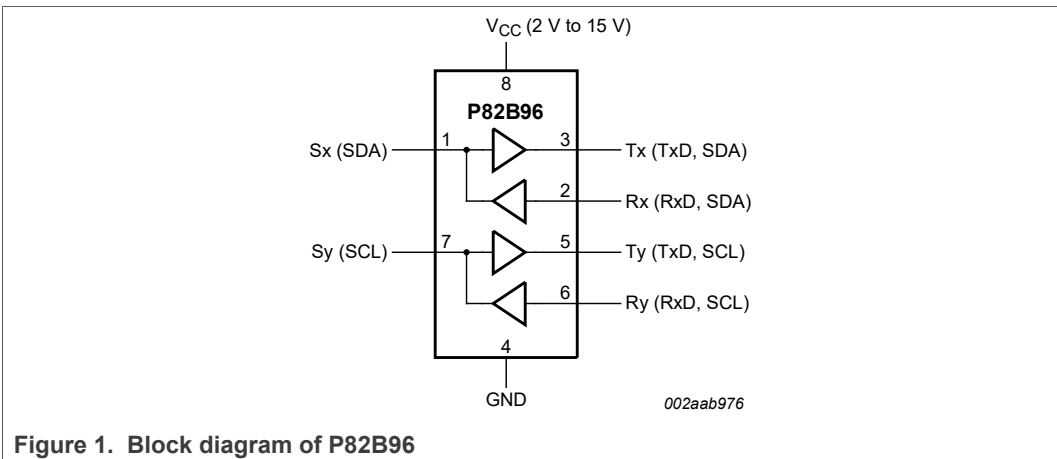 VCC (2 V to 15 V)
8
P82B96
Sx (SDA) 1 3 Tx (TxD, SDA)
2 Rx (RxD, SDA)
Sy (SCL) 7 5 Ty (TxD, SCL)
6 Ry (RxD, SCL)
4
GND
002aab976
Figure 1. Block diagram of P82B96